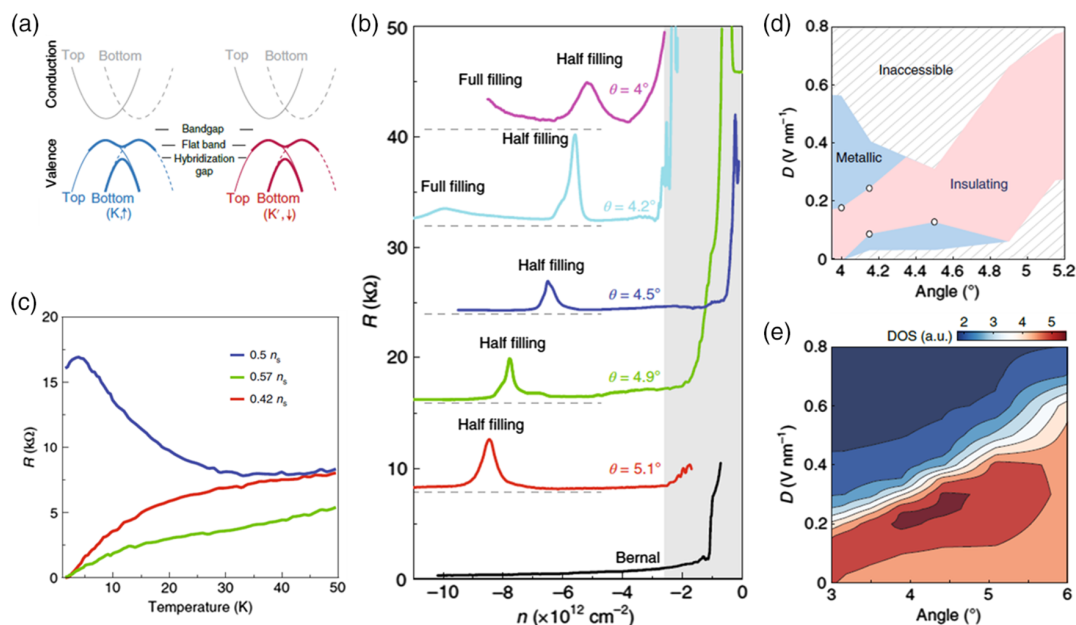 (a)
Top Bottom Top Bottom
Conduction
Bandgap
Flat band
Hybridization
gap
Valence
Top Bottom Top Bottom
(K,↑) (K′,↓)
(b)
R (kΩ)
50
40
30
20
10
0
Half filling
Full filling
θ = 4°
Half filling
Full filling
θ = 4.2°
Half filling
θ = 4.5°
Half filling
θ = 4.9°
Half filling
θ = 5.1°
Bernal
−10 −8 −6 −4 −2 0
n (×10¹² cm⁻²)
(c)
R (kΩ)
20
15
10
5
0
0.5 nₛ
0.57 nₛ
0.42 nₛ
10 20 30 40 50
Temperature (K)
(d)
D (V nm⁻¹)
0.8
0.6
0.4
0.2
0
Inaccessible
Metallic
Insulating
4 4.2 4.4 4.6 4.8 5 5.2
Angle (°)
(e)
DOS (a.u.)
2 3 4 5
D (V nm⁻¹)
0.8
0.6
0.4
0.2
0
3 4 5 6
Angle (°)